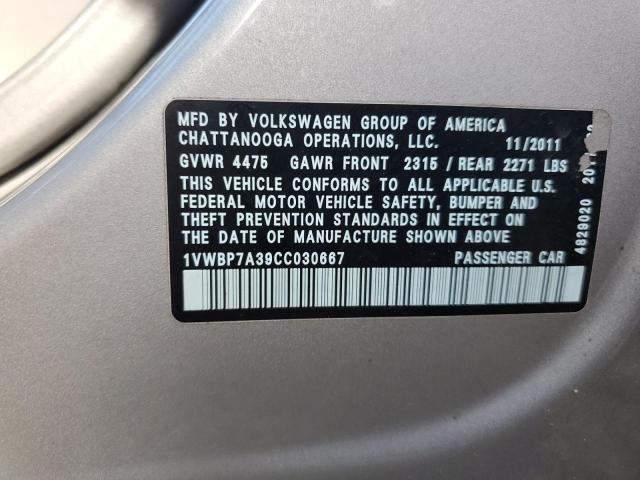 MFD BY VOLKSWAGEN GROUP OF AMERICA
CHATTANOOGA OPERATIONS, LLC. 11/2011
GVWR 4475 GAWR FRONT 2315 / REAR 2271 LBS
THIS VEHICLE CONFORMS TO ALL APPLICABLE U.S.
FEDERAL MOTOR VEHICLE SAFETY, BUMPER AND
THEFT PREVENTION STANDARDS IN EFFECT ON
THE DATE OF MANUFACTURE SHOWN ABOVE
1VWBP7A39CC030667 PASSENGER CAR
4829020